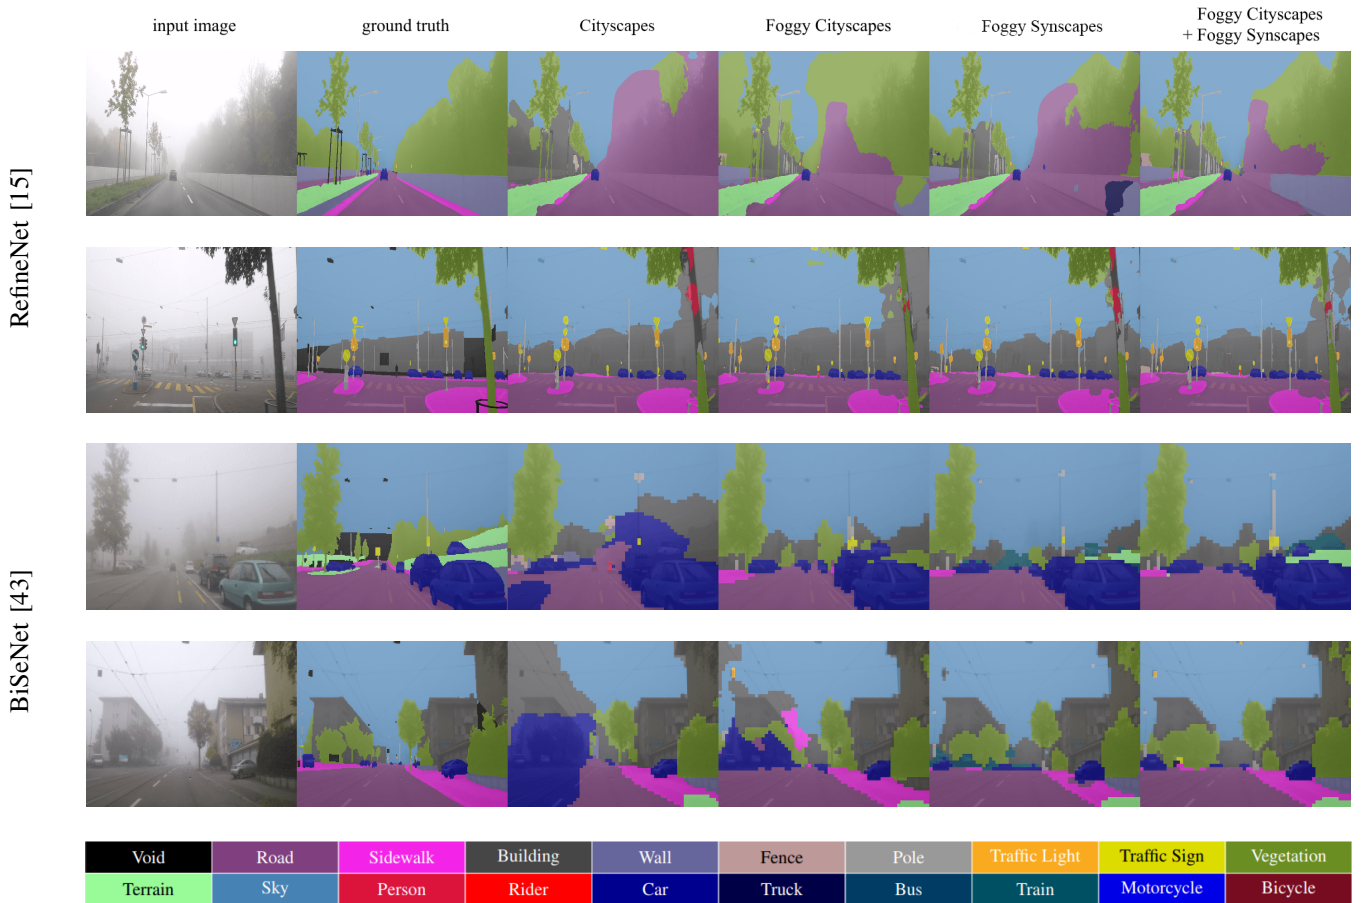 input image
ground truth
Cityscapes
Foggy Cityscapes
Foggy Synscapes
Foggy Cityscapes
+ Foggy Synscapes
RefineNet [15]
BiSeNet [43]
Void
Road
Sidewalk
Building
Wall
Fence
Pole
Traffic Light
Traffic Sign
Vegetation
Terrain
Sky
Person
Rider
Car
Truck
Bus
Train
Motorcycle
Bicycle